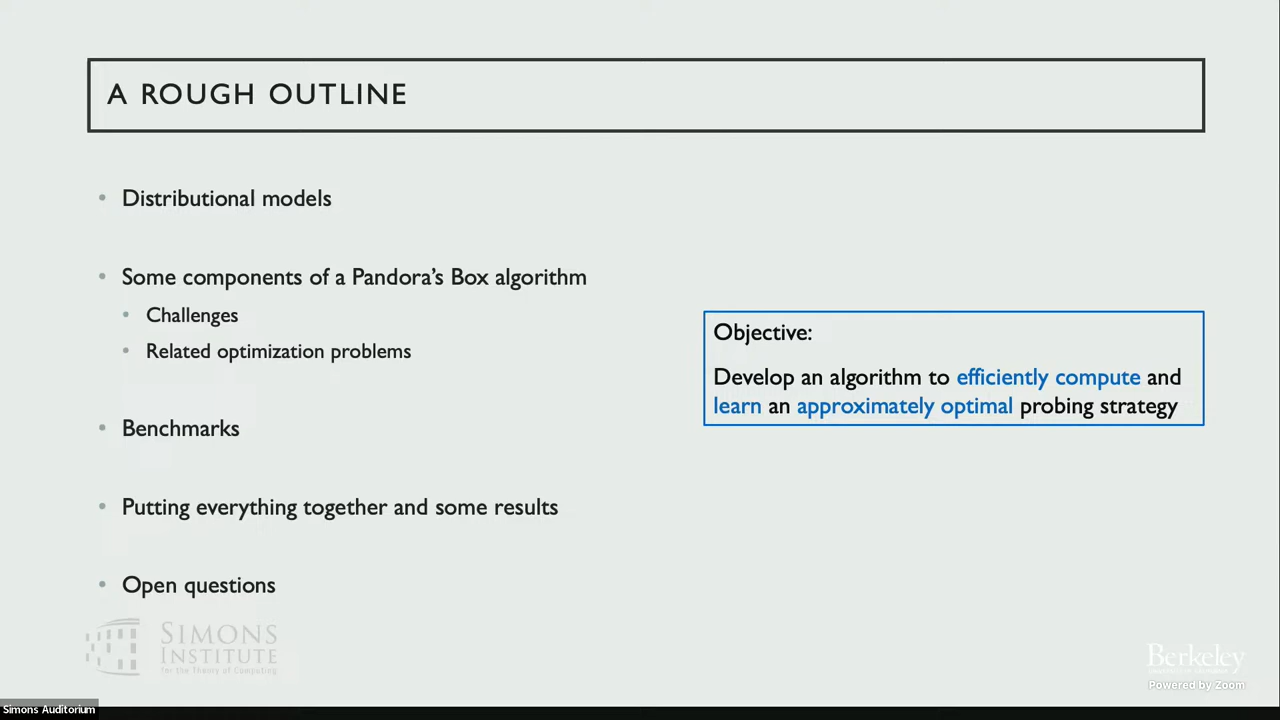 A ROUGH OUTLINE
• Distributional models
• Some components of a Pandora’s Box algorithm
• Challenges
• Related optimization problems
• Benchmarks
• Putting everything together and some results
• Open questions
Objective:
Develop an algorithm to efficiently compute and
learn an approximately optimal probing strategy
SIMONS
INSTITUTE
for the Theory of Computing
Berkeley
Powered by Zoom
Simons Auditorium